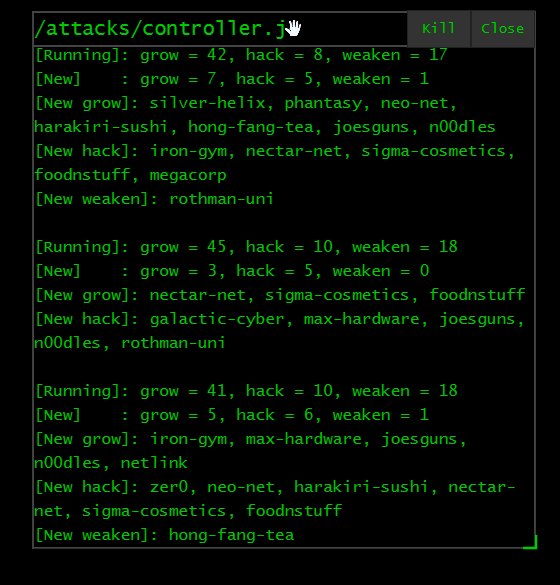 /attacks/controller.j
Kill
Close
[Running]: grow = 42, hack = 8, weaken = 17
[New]    : grow = 7, hack = 5, weaken = 1
[New grow]: silver-helix, phantasy, neo-net,
harakiri-sushi, hong-fang-tea, joesguns, n00dles
[New hack]: iron-gym, nectar-net, sigma-cosmetics,
foodnstuff, megacorp
[New weaken]: rothman-uni
[Running]: grow = 45, hack = 10, weaken = 18
[New]    : grow = 3, hack = 5, weaken = 0
[New grow]: nectar-net, sigma-cosmetics, foodnstuff
[New hack]: galactic-cyber, max-hardware, joesguns,
n00dles, rothman-uni
[Running]: grow = 41, hack = 10, weaken = 18
[New]    : grow = 5, hack = 6, weaken = 1
[New grow]: iron-gym, max-hardware, joesguns,
n00dles, netlink
[New hack]: zer0, neo-net, harakiri-sushi, nectar-
net, sigma-cosmetics, foodnstuff
[New weaken]: hong-fang-tea